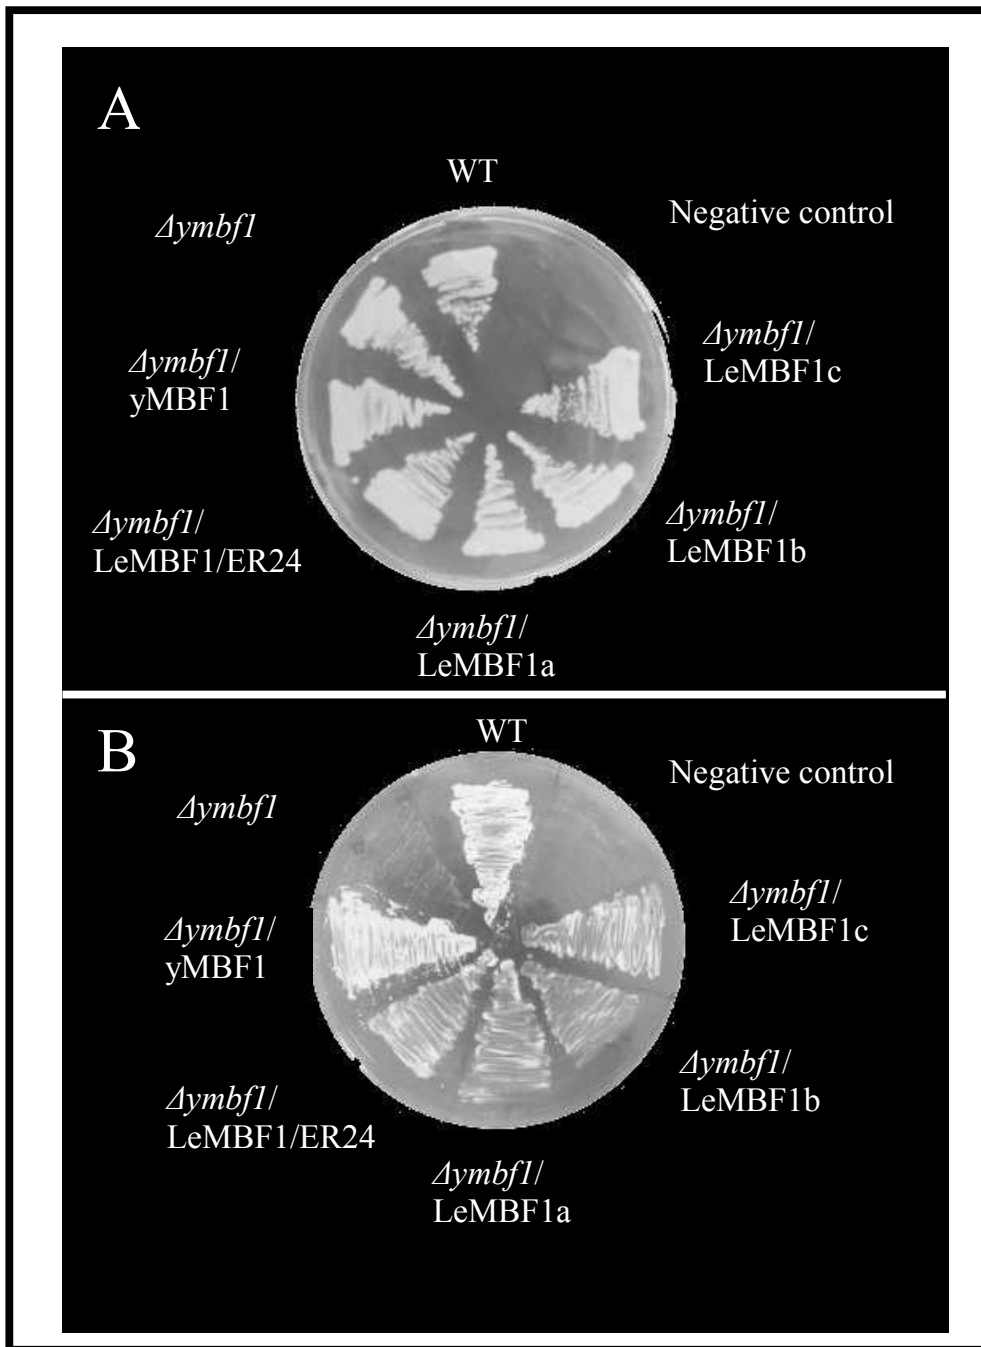 A
WT
Δymbf1
Negative control
Δymbf1/
LeMBF1c
Δymbf1/
yMBF1
Δymbf1/
LeMBF1/ER24
Δymbf1/
LeMBF1b
Δymbf1/
LeMBF1a
B
WT
Negative control
Δymbf1
Δymbf1/
LeMBF1c
Δymbf1/
yMBF1
Δymbf1/
LeMBF1b
Δymbf1/
LeMBF1/ER24
Δymbf1/
LeMBF1a